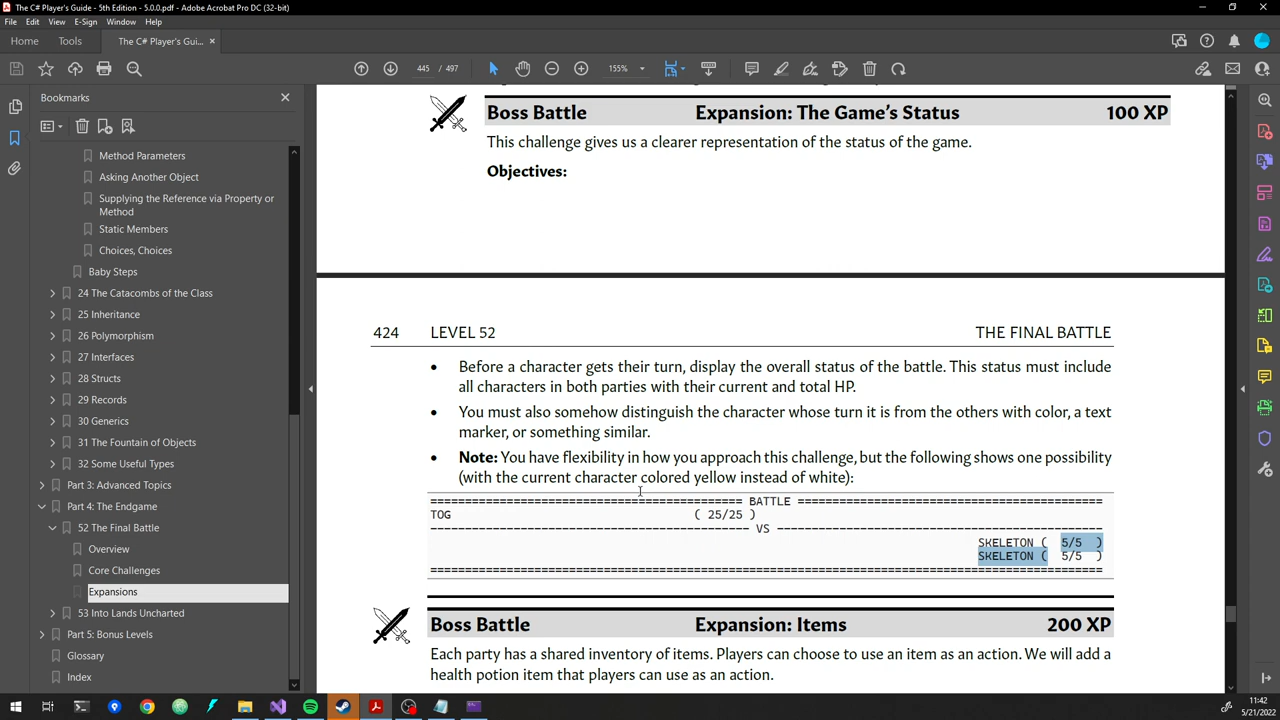 The C# Player's Guide - 5th Edition - 5.0.0.pdf - Adobe Acrobat Pro DC (32-bit)
File Edit View E-Sign Window Help
Home Tools The C# Player's Gui... ×
445 / 497 155%
Bookmarks
Method Parameters
Asking Another Object
Supplying the Reference via Property or
Method
Static Members
Choices, Choices
Baby Steps
24 The Catacombs of the Class
25 Inheritance
26 Polymorphism
27 Interfaces
28 Structs
29 Records
30 Generics
31 The Fountain of Objects
32 Some Useful Types
Part 3: Advanced Topics
Part 4: The Endgame
52 The Final Battle
Overview
Core Challenges
Expansions
53 Into Lands Uncharted
Part 5: Bonus Levels
Glossary
Index
Boss Battle Expansion: The Game's Status 100 XP
This challenge gives us a clearer representation of the status of the game.
Objectives:
424 LEVEL 52 THE FINAL BATTLE
• Before a character gets their turn, display the overall status of the battle. This status must include
all characters in both parties with their current and total HP.
• You must also somehow distinguish the character whose turn it is from the others with color, a text
marker, or something similar.
• Note: You have flexibility in how you approach this challenge, but the following shows one possibility
(with the current character colored yellow instead of white):
============================================= BATTLE ============================================
TOG ( 25/25 )
---------------------------------------------- VS -----------------------------------------------
SKELETON ( 5/5 )
SKELETON ( 5/5 )
=================================================================================================
Boss Battle Expansion: Items 200 XP
Each party has a shared inventory of items. Players can choose to use an item as an action. We will add a
health potion item that players can use as an action.
11:42
5/21/2022